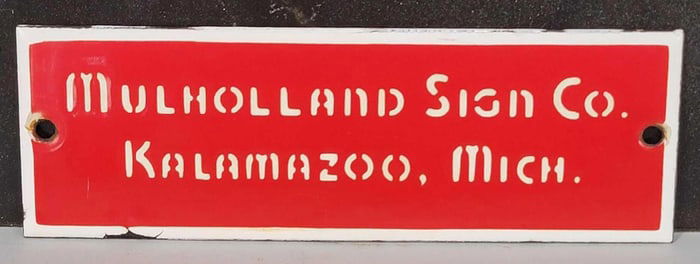 Mulholland Sign Co.
Kalamazoo, Mich.